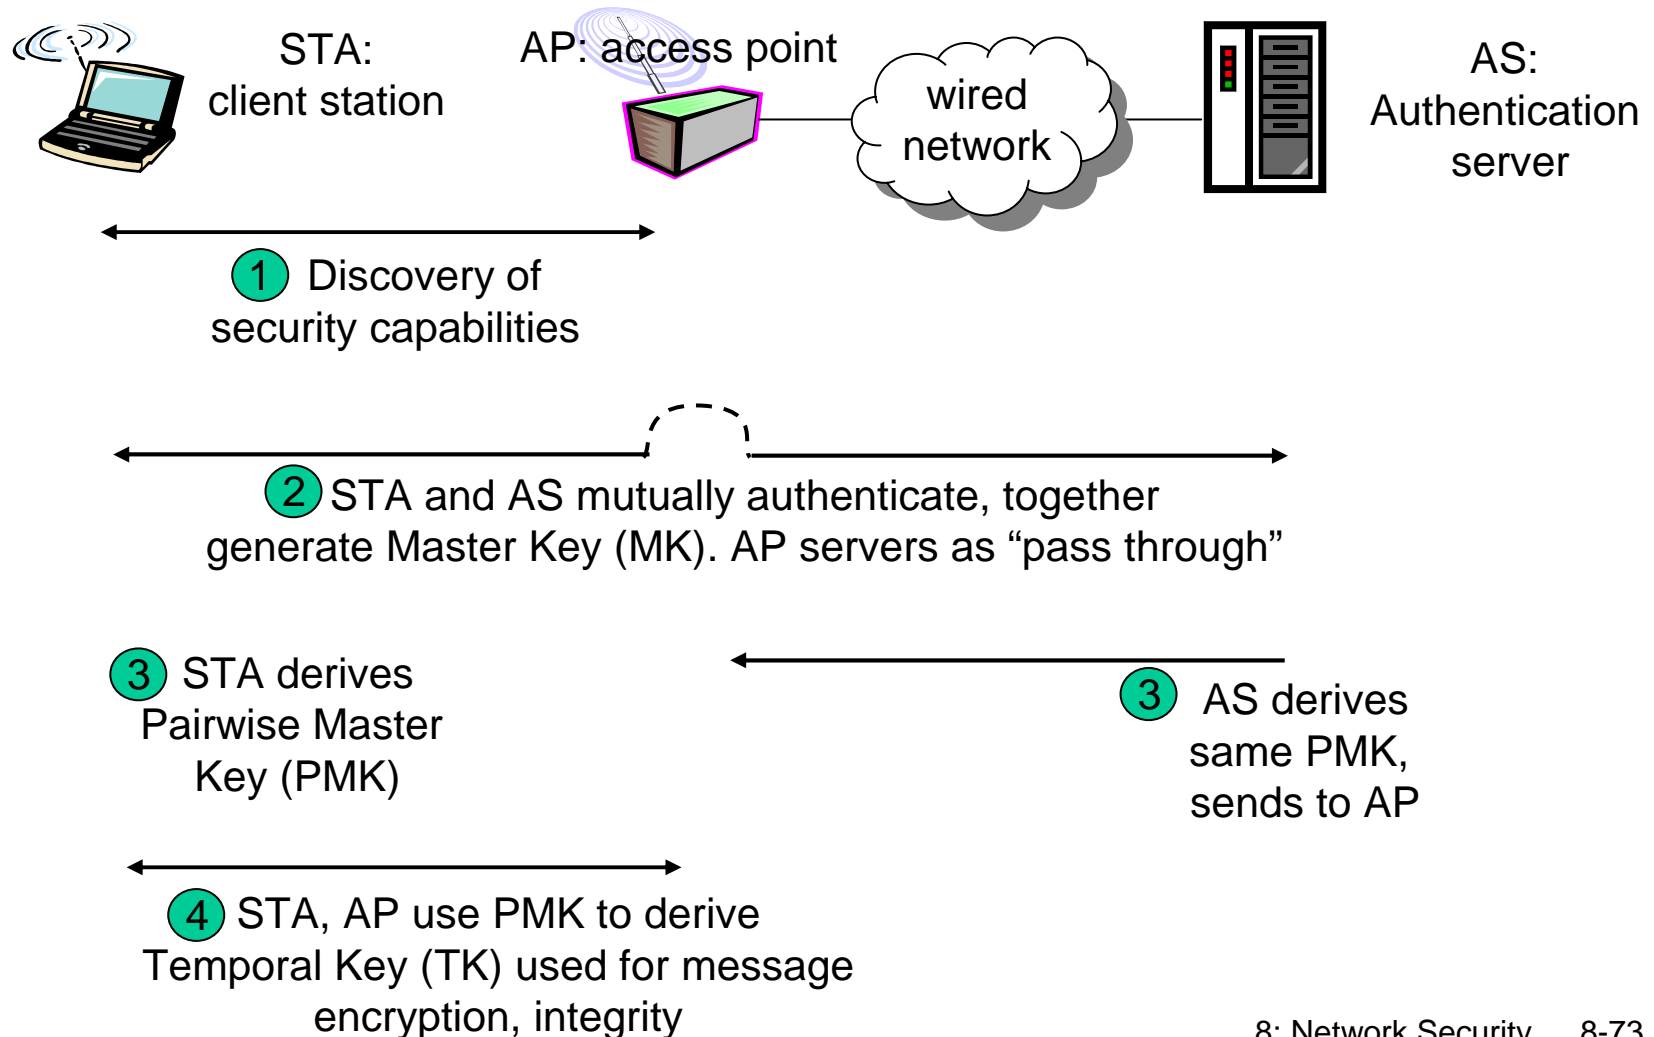 STA:
client station
AP: access point
wired
network
AS:
Authentication
server
1 Discovery of
security capabilities
2 STA and AS mutually authenticate, together
generate Master Key (MK). AP servers as “pass through”
3 STA derives
Pairwise Master
Key (PMK)
3 AS derives
same PMK,
sends to AP
4 STA, AP use PMK to derive
Temporal Key (TK) used for message
encryption, integrity
8: Network Security 8-73